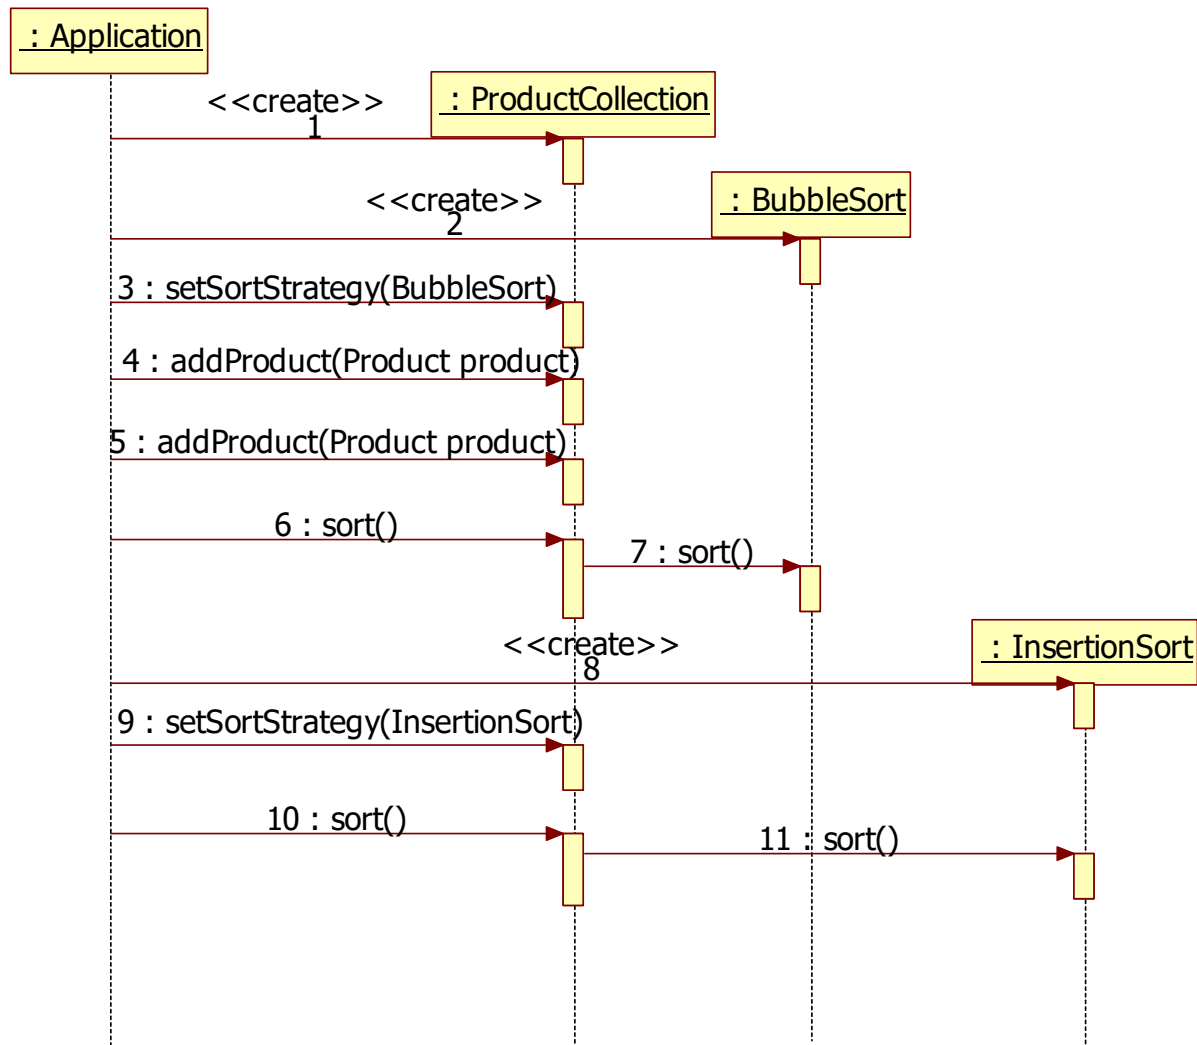 : Application
<<create>>
1
: ProductCollection
<<create>>
2
: BubbleSort
3 : setSortStrategy(BubbleSort)
4 : addProduct(Product product)
5 : addProduct(Product product)
6 : sort()
7 : sort()
<<create>>
8
: InsertionSort
9 : setSortStrategy(InsertionSort)
10 : sort()
11 : sort()